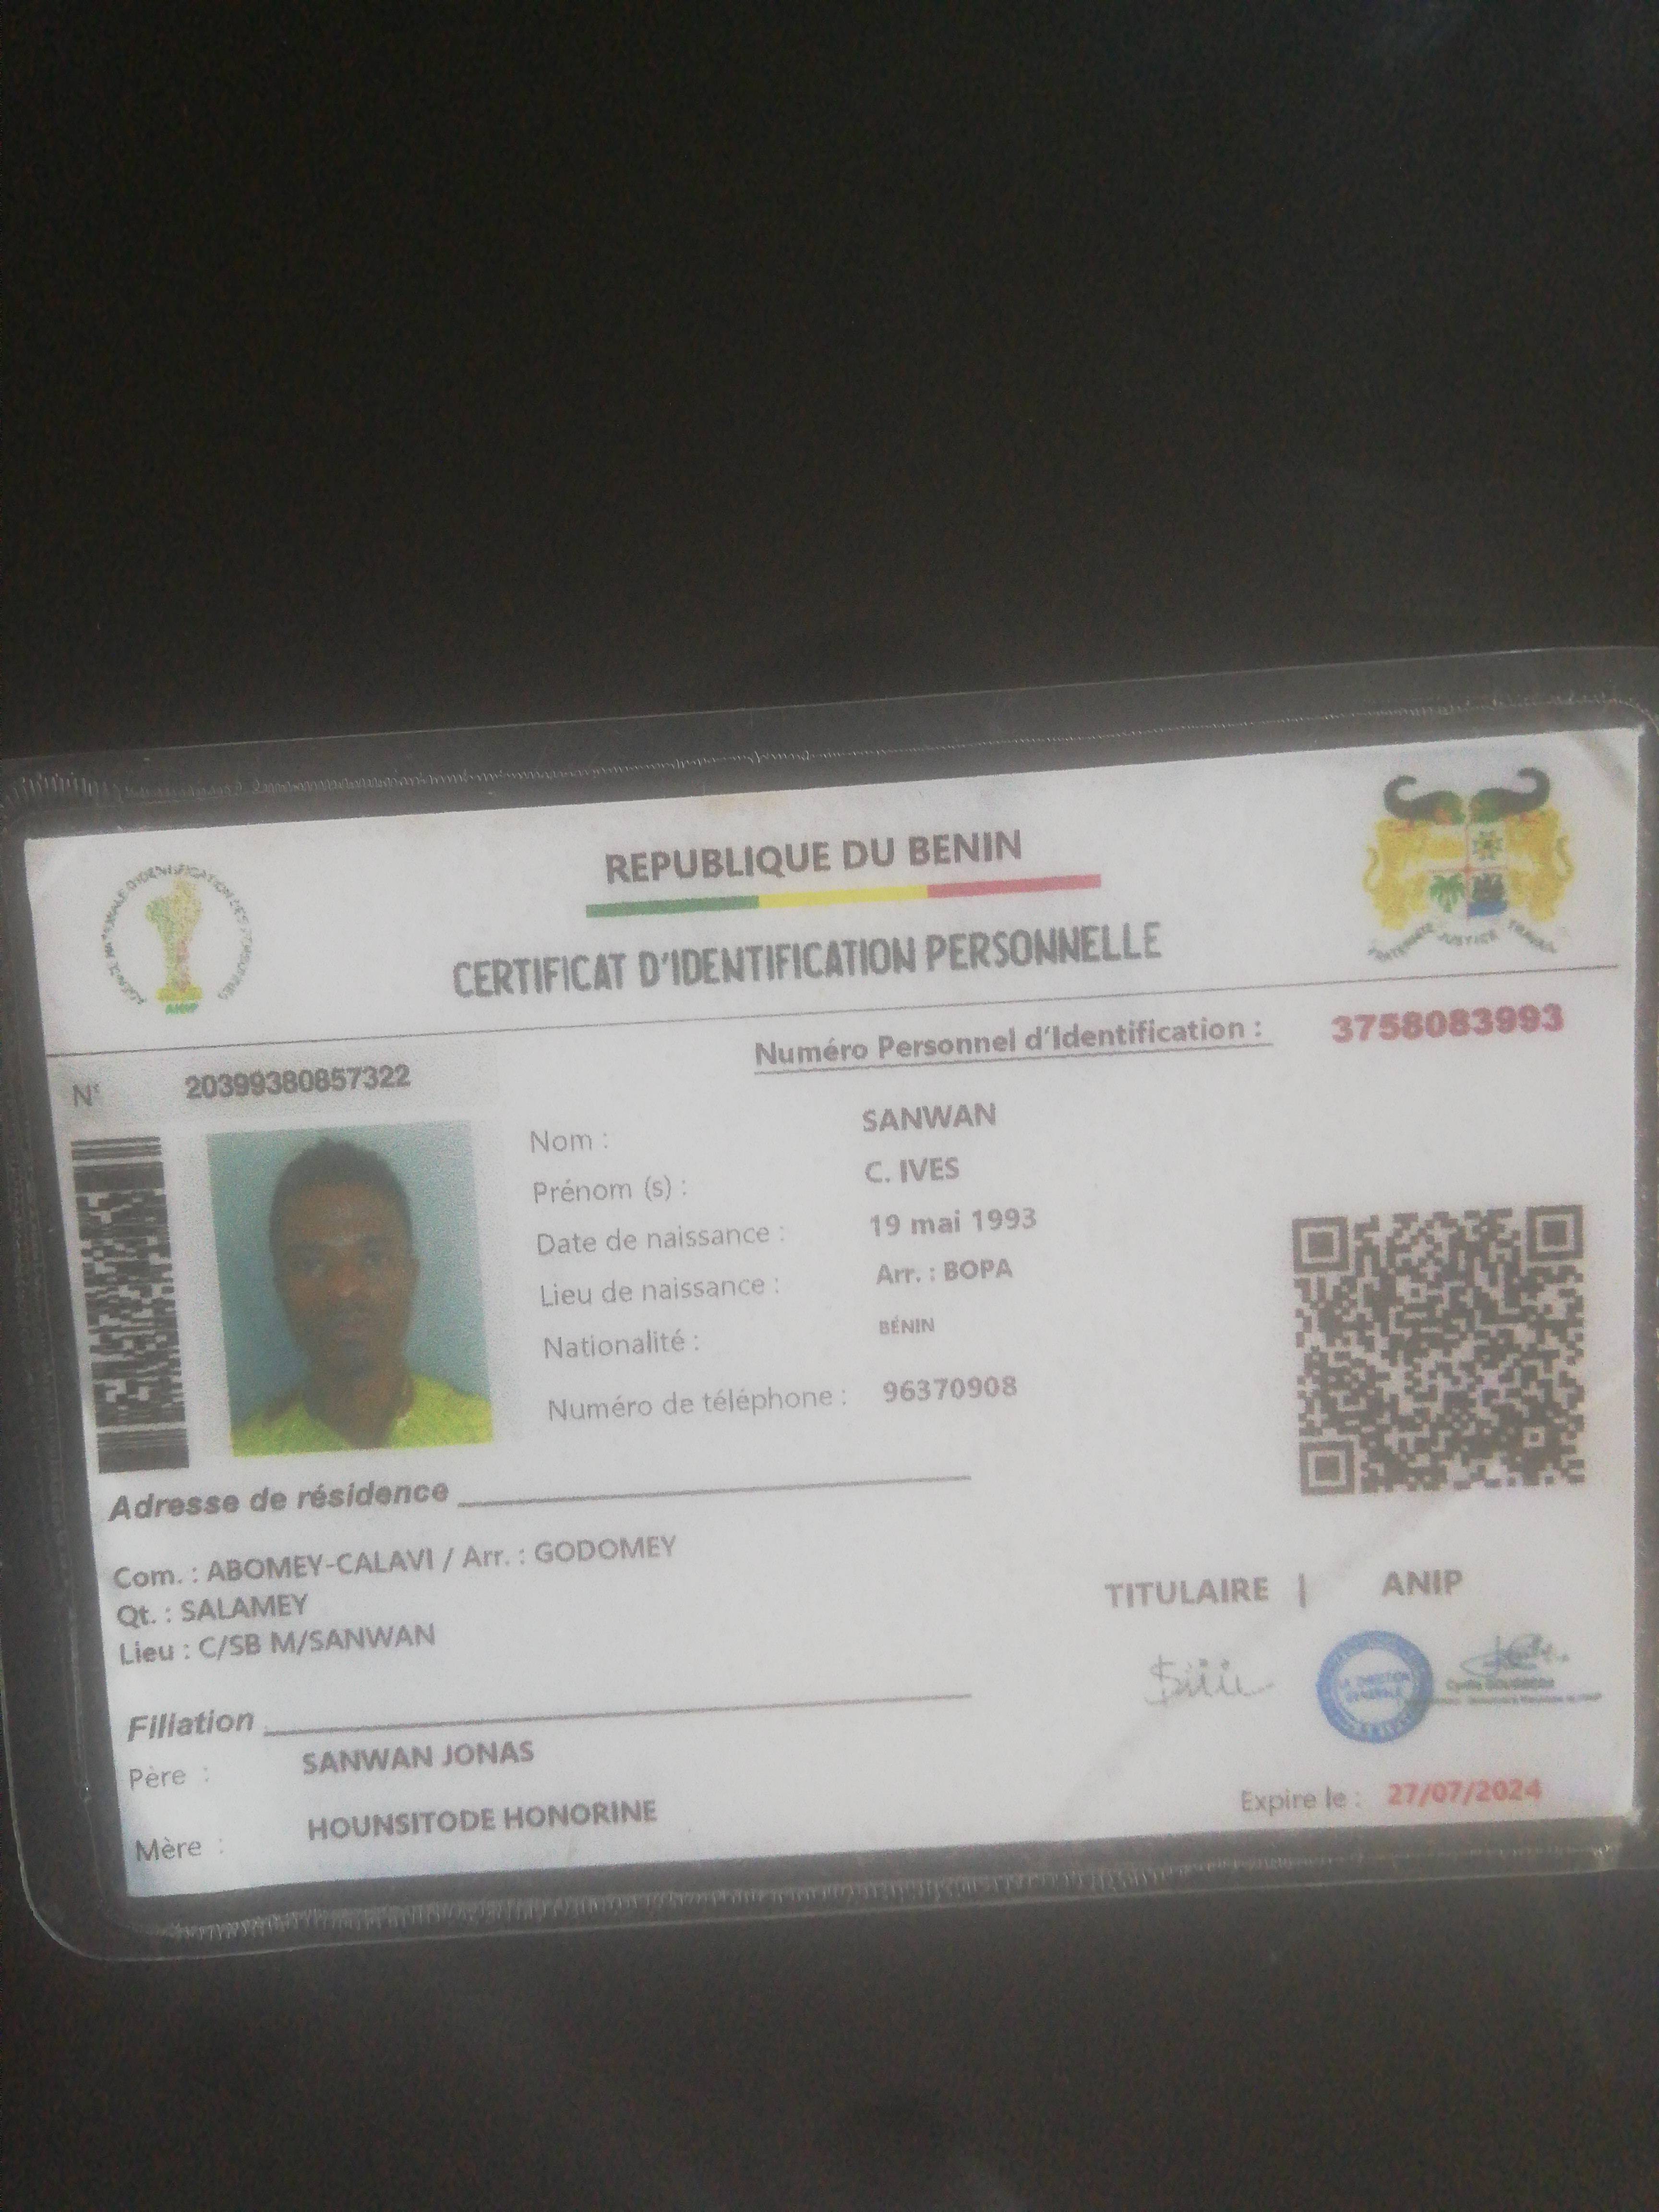 REPUBLIQUE DU BENIN
CERTIFICAT D'IDENTIFICATION PERSONNELLE
AGENCE NATIONALE D'IDENTIFICATION DES PERSONNES
ANIP
FRATERNITE JUSTICE TRAVAIL
Numéro Personnel d'Identification : 3758083993
N° 20399380857322
Nom : SANWAN
Prénom (s) : C. IVES
Date de naissance : 19 mai 1993
Lieu de naissance : Arr. : BOPA
Nationalité : BÉNIN
Numéro de téléphone : 96370908
Adresse de résidence
Com. : ABOMEY-CALAVI / Arr. : GODOMEY
Qt. : SALAMEY
Lieu : C/SB M/SANWAN
TITULAIRE | ANIP
LA DIRECTION GENERALE
Filiation
Père : SANWAN JONAS
Mère : HOUNSITODE HONORINE
Expire le : 27/07/2024